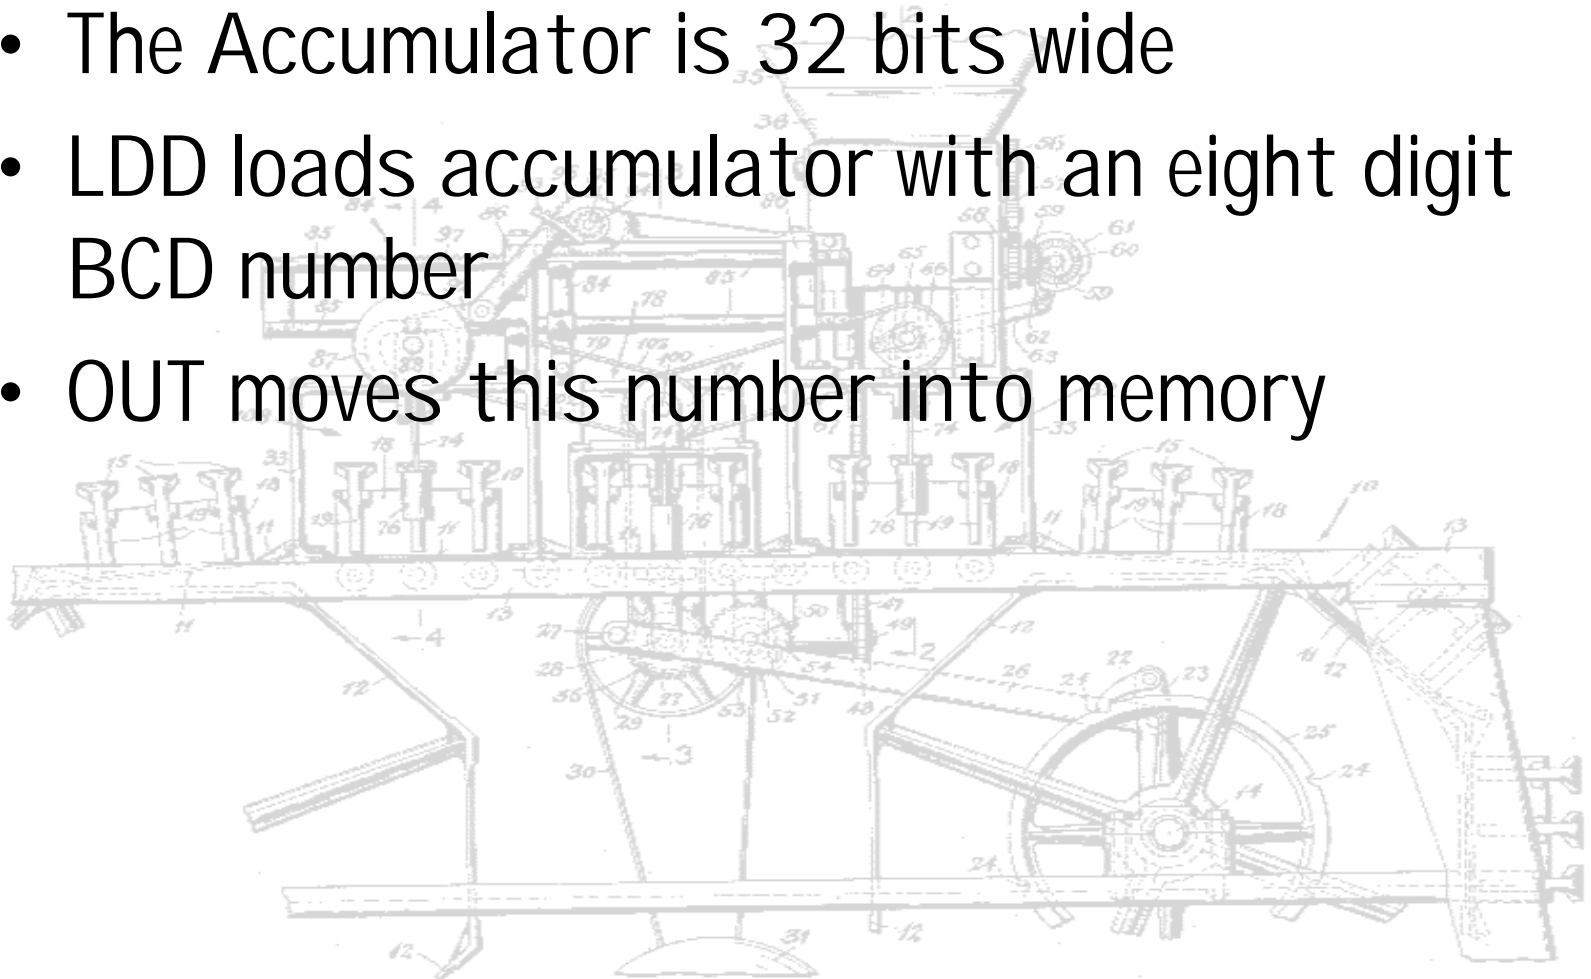 • The Accumulator is 32 bits wide
• LDD loads accumulator with an eight digit
BCD number
• OUT moves this number into memory